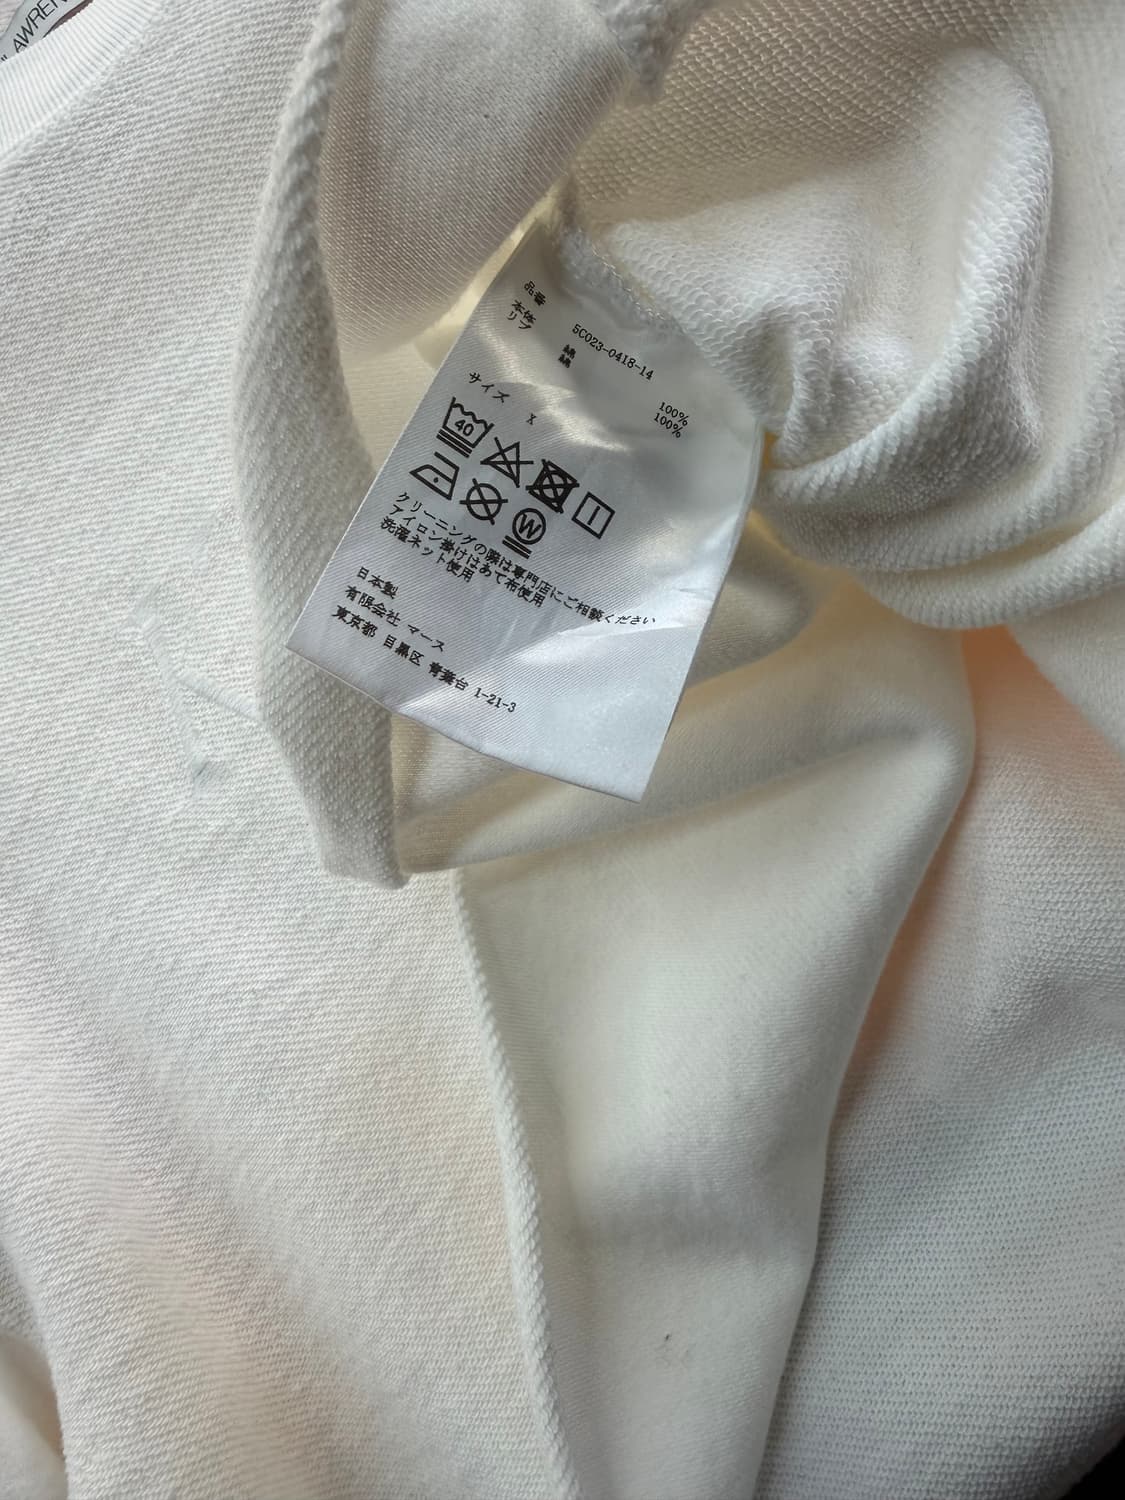 LAWREN
品番 5C023-0418-14
本体 綿 100%
リブ 綿 100%
サイズ X
40
W
クリーニングの際は専門店にご相談ください
アイロン掛けはあて布使用
洗濯ネット使用
日本製
有限会社 マース
東京都 目黒区 青葉台 1-21-3